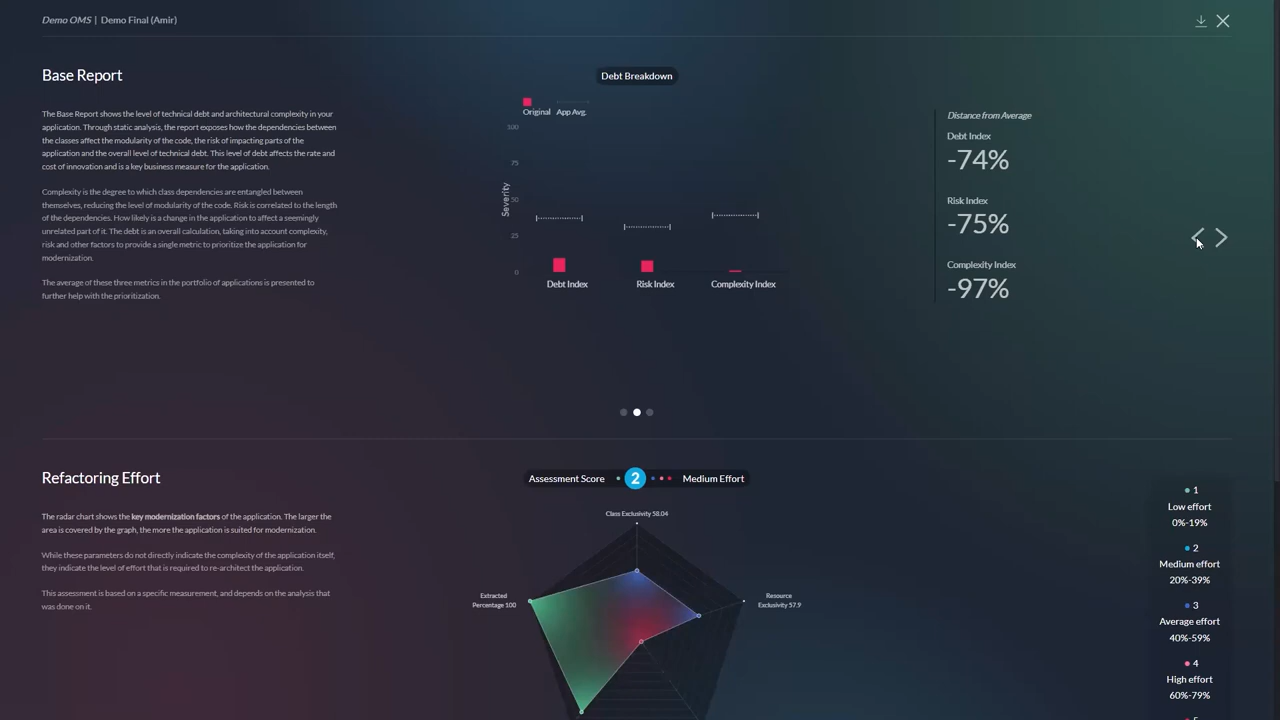 Demo OMS | Demo Final (Amir)
Base Report
The Base Report shows the level of technical debt and architectural complexity in your
application. Through static analysis, the report exposes how the dependencies between
the classes affect the modularity of the code, the risk of impacting parts of the
application and the overall level of technical debt. This level of debt affects the rate and
cost of innovation and is a key business measure for the application.
Complexity is the degree to which class dependencies are entangled between
themselves, reducing the level of modularity of the code. Risk is correlated to the length
of the dependencies. How likely is a change in the application to affect a seemingly
unrelated part of it. The debt is an overall calculation, taking into account complexity,
risk and other factors to provide a single metric to prioritize the application for
modernization.
The average of these three metrics in the portfolio of applications is presented to
further help with the prioritization.
Debt Breakdown
Original App Avg.
Severity
100
75
50
25
0
Debt Index Risk Index Complexity Index
Distance from Average
Debt Index
-74%
Risk Index
-75%
Complexity Index
-97%
Refactoring Effort
The radar chart shows the key modernization factors of the application. The larger the
area is covered by the graph, the more the application is suited for modernization.
While these parameters do not directly indicate the complexity of the application itself,
they indicate the level of effort that is required to re-architect the application.
This assessment is based on a specific measurement, and depends on the analysis that
was done on it.
Assessment Score 2 Medium Effort
Class Exclusivity 58.04
Extracted
Percentage 100
Resource
Exclusivity 57.9
1
Low effort
0%-19%
2
Medium effort
20%-39%
3
Average effort
40%-59%
4
High effort
60%-79%